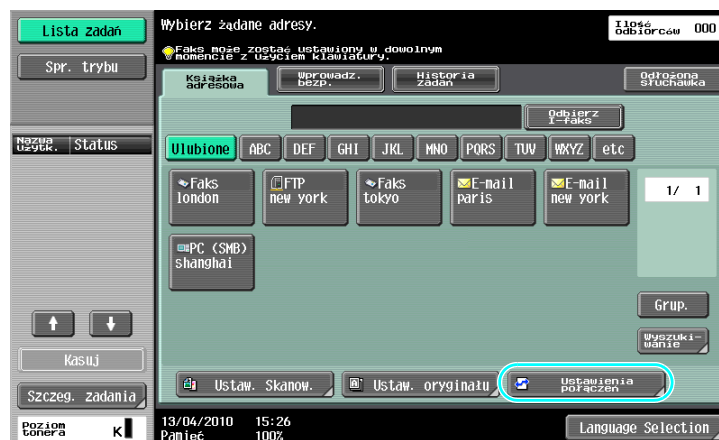 Lista zadań
Spr. trybu
Nazwa użytk.
Status
Kasuj
Szczeg. zadania
Poziom tonera
K
Wybierz żądane adresy.
Ilość odbiorców 000
Faks może zostać ustawiony w dowolnym
momencie z użyciem klawiatury.
Książka adresowa
Wprowadz. bezp.
Historia zadań
Odłożona słuchawka
Odbierz I-faks
Ulubione ABC DEF GHI JKL MNO PQRS TUV WXYZ etc
Faks london
FTP new york
Faks tokyo
E-mail paris
E-mail new york
1/ 1
PC (SMB) shanghai
Grup.
Wyszuki-
wanie
Ustaw. Skanow.
Ustaw. oryginału
Ustawienia połączeń
13/04/2010 15:26
Pamięć 100%
Language Selection